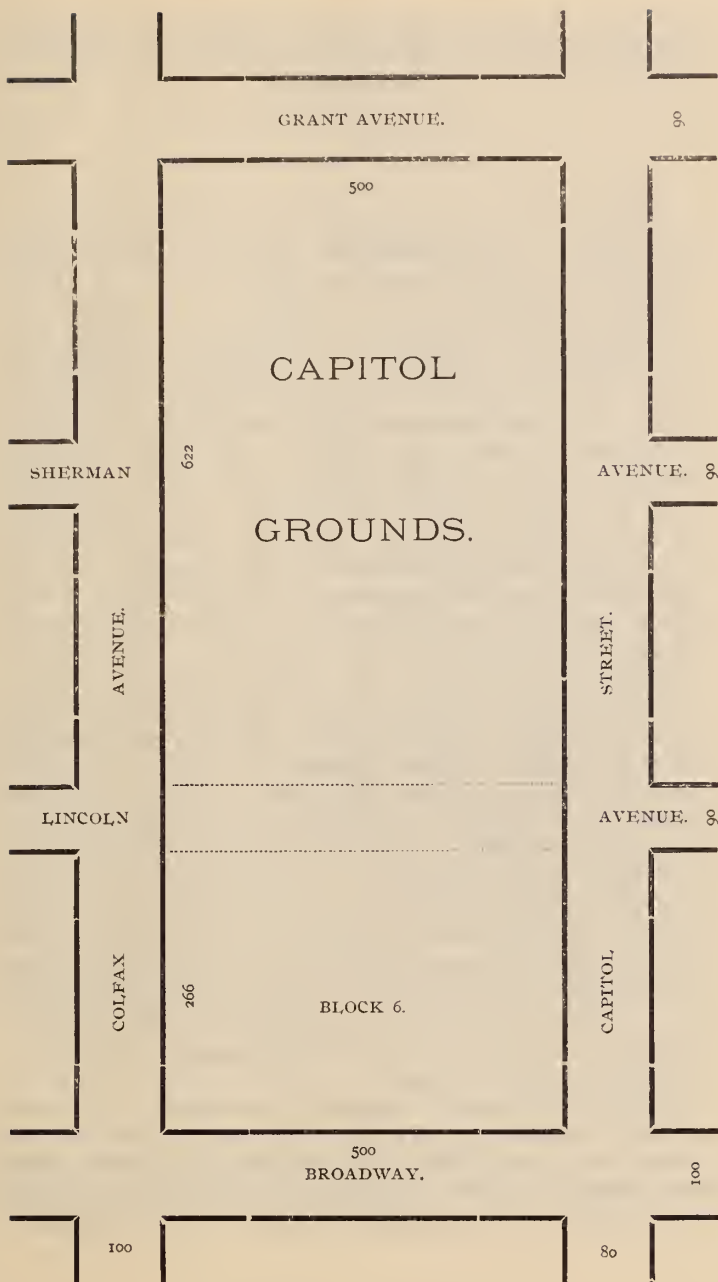 GRANT AVENUE.
90
500
CAPITOL
622
SHERMAN
AVENUE.
90
GROUNDS.
AVENUE.
STREET.
LINCOLN
AVENUE.
90
COLFAX
266
BLOCK 6.
CAPITOL
500
BROADWAY.
100
100
80